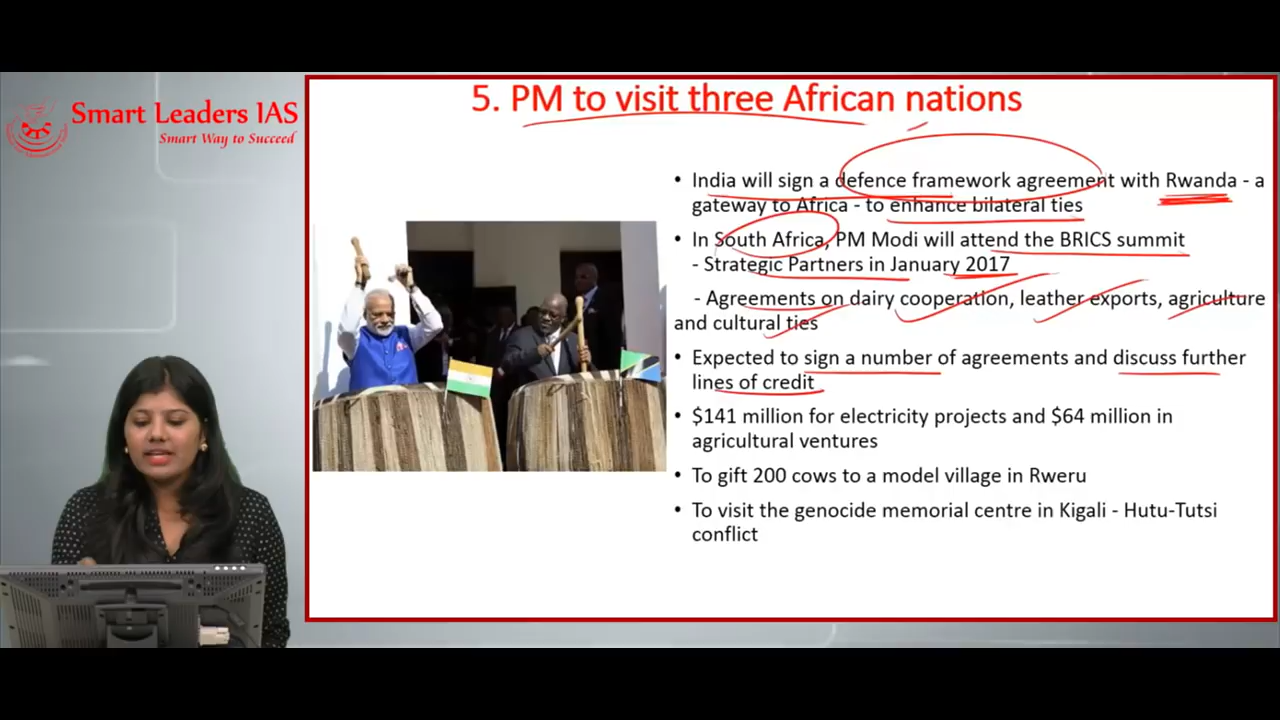 Smart Leaders IAS
Smart Way to Succeed
5. PM to visit three African nations
• India will sign a defence framework agreement with Rwanda - a
gateway to Africa - to enhance bilateral ties
• In South Africa, PM Modi will attend the BRICS summit
- Strategic Partners in January 2017
- Agreements on dairy cooperation, leather exports, agriculture
and cultural ties
• Expected to sign a number of agreements and discuss further
lines of credit
• $141 million for electricity projects and $64 million in
agricultural ventures
• To gift 200 cows to a model village in Rweru
• To visit the genocide memorial centre in Kigali - Hutu-Tutsi
conflict